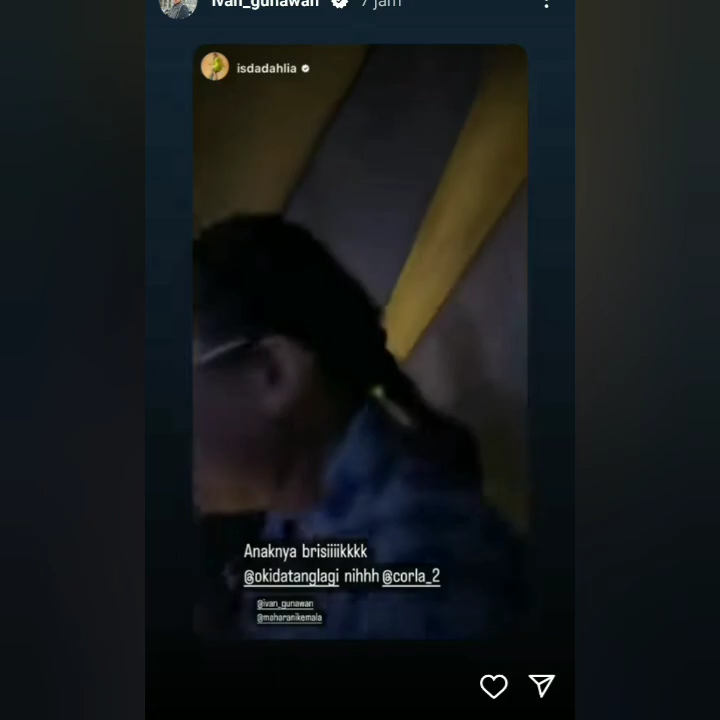 ivan_gunawan 7 jam
isdadahlia
Anaknya brisiiiikkkk
@okidatanglagi nihhh @corla_2
@ivan_gunawan
@maharanikemala